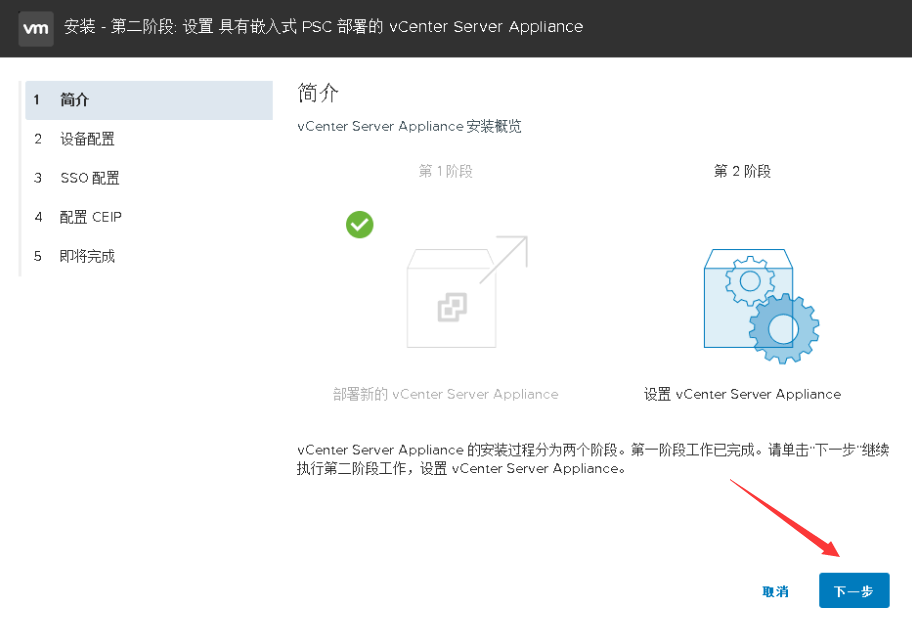 vm 安装 - 第二阶段: 设置 具有嵌入式 PSC 部署的 vCenter Server Appliance
1 简介
2 设备配置
3 SSO 配置
4 配置 CEIP
5 即将完成
简介
vCenter Server Appliance 安装概览
第 1 阶段
第 2 阶段
部署新的 vCenter Server Appliance
设置 vCenter Server Appliance
vCenter Server Appliance 的安装过程分为两个阶段。第一阶段工作已完成。请单击“下一步”继续
执行第二阶段工作，设置 vCenter Server Appliance。
取消
下一步